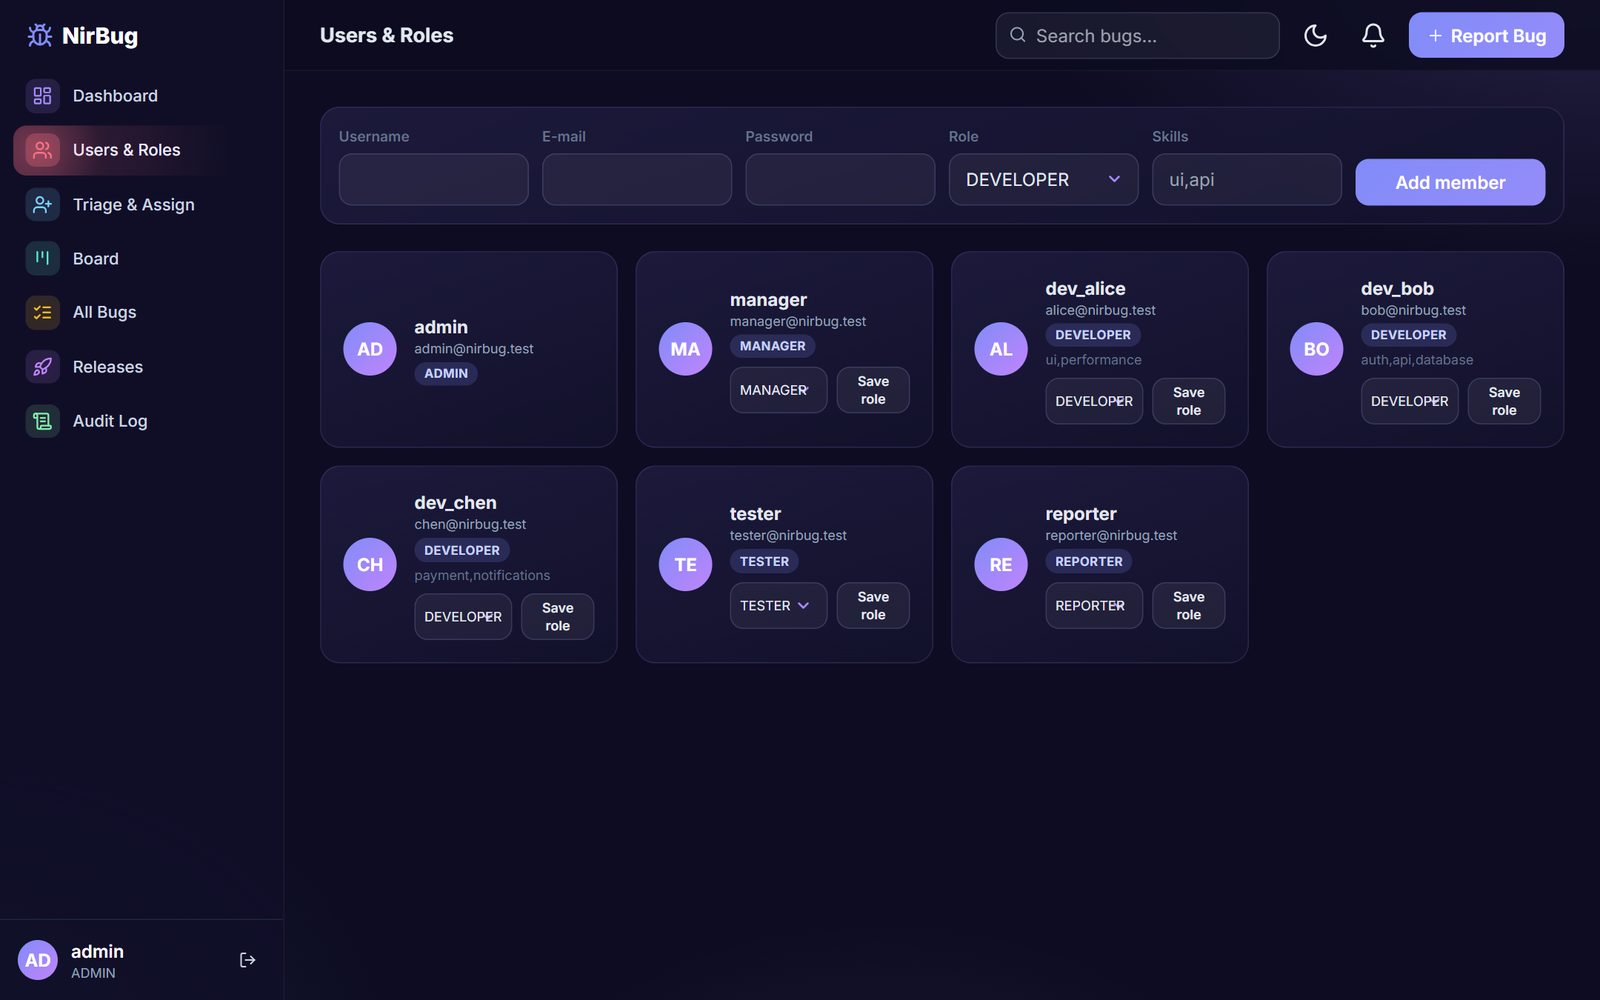 NirBug
Dashboard
Users & Roles
Triage & Assign
Board
All Bugs
Releases
Audit Log
AD
admin
ADMIN
Users & Roles
Search bugs...
+ Report Bug
Username
E-mail
Password
Role
DEVELOPER
Skills
ui,api
Add member
AD
admin
admin@nirbug.test
ADMIN
MA
manager
manager@nirbug.test
MANAGER
MANAGER
Save
role
AL
dev_alice
alice@nirbug.test
DEVELOPER
ui,performance
DEVELOPER
Save
role
BO
dev_bob
bob@nirbug.test
DEVELOPER
auth,api,database
DEVELOPER
Save
role
CH
dev_chen
chen@nirbug.test
DEVELOPER
payment,notifications
DEVELOPER
Save
role
TE
tester
tester@nirbug.test
TESTER
TESTER
Save
role
RE
reporter
reporter@nirbug.test
REPORTER
REPORTER
Save
role